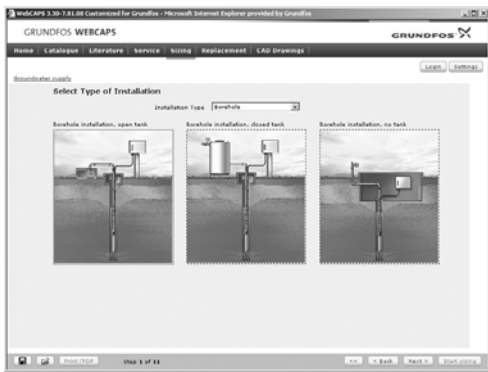 WebCAPS 3.30-7.81.08 Customized for Grundfos - Microsoft Internet Explorer provided by Grundfos
GRUNDFOS WEBCAPS
GRUNDFOS
Home Catalogue Literature Service Sizing Replacement CAD Drawings
Login Settings
Groundwater supply
Select Type of Installation
Installation Type Borehole
Borehole installation, open tank Borehole installation, closed tank Borehole installation, no tank
Print/PDF Step 1 of 11 << < Back Next > Start sizing